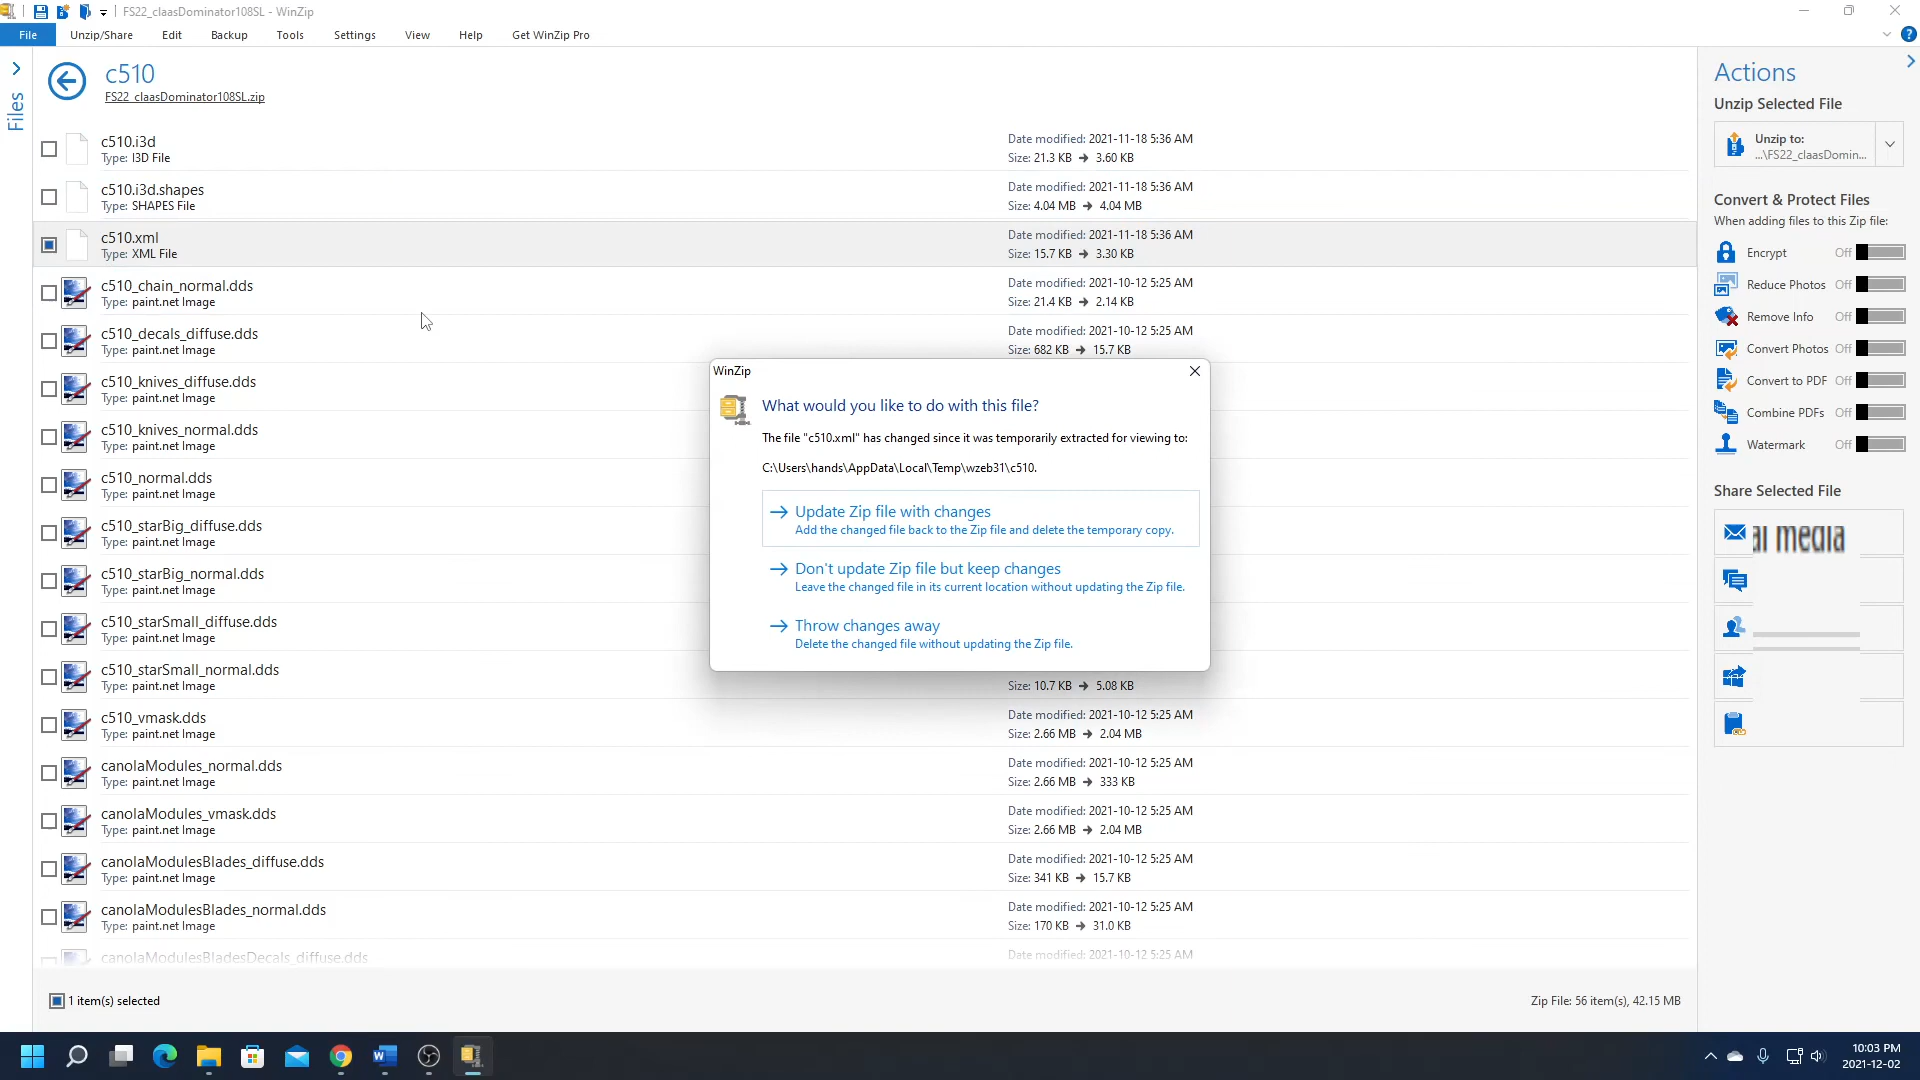 FS22_claasDominator108SL - WinZip
File
Unzip/Share
Edit
Backup
Tools
Settings
View
Help
Get WinZip Pro
Files
c510
FS22_claasDominator108SL.zip
c510.i3d
Type: I3D File
Date modified: 2021-11-18 5:36 AM
Size: 21.3 KB → 3.60 KB
c510.i3d.shapes
Type: SHAPES File
Date modified: 2021-11-18 5:36 AM
Size: 4.04 MB → 4.04 MB
c510.xml
Type: XML File
Date modified: 2021-11-18 5:36 AM
Size: 15.7 KB → 3.30 KB
c510_chain_normal.dds
Type: paint.net Image
Date modified: 2021-10-12 5:25 AM
Size: 21.4 KB → 2.14 KB
c510_decals_diffuse.dds
Type: paint.net Image
Date modified: 2021-10-12 5:25 AM
Size: 682 KB → 15.7 KB
c510_knives_diffuse.dds
Type: paint.net Image
c510_knives_normal.dds
Type: paint.net Image
c510_normal.dds
Type: paint.net Image
c510_starBig_diffuse.dds
Type: paint.net Image
c510_starBig_normal.dds
Type: paint.net Image
c510_starSmall_diffuse.dds
Type: paint.net Image
c510_starSmall_normal.dds
Type: paint.net Image
Size: 10.7 KB → 5.08 KB
c510_vmask.dds
Type: paint.net Image
Date modified: 2021-10-12 5:25 AM
Size: 2.66 MB → 2.04 MB
canolaModules_normal.dds
Type: paint.net Image
Date modified: 2021-10-12 5:25 AM
Size: 2.66 MB → 333 KB
canolaModules_vmask.dds
Type: paint.net Image
Date modified: 2021-10-12 5:25 AM
Size: 2.66 MB → 2.04 MB
canolaModulesBlades_diffuse.dds
Type: paint.net Image
Date modified: 2021-10-12 5:25 AM
Size: 341 KB → 15.7 KB
canolaModulesBlades_normal.dds
Type: paint.net Image
Date modified: 2021-10-12 5:25 AM
Size: 170 KB → 31.0 KB
canolaModulesBladesDecals_diffuse.dds
Date modified: 2021-10-12 5:25 AM
1 item(s) selected
Zip File: 56 item(s), 42.15 MB
WinZip
What would you like to do with this file?
The file "c510.xml" has changed since it was temporarily extracted for viewing to:
C:\Users\hands\AppData\Local\Temp\wzeb31\c510.
→ Update Zip file with changes
Add the changed file back to the Zip file and delete the temporary copy.
→ Don't update Zip file but keep changes
Leave the changed file in its current location without updating the Zip file.
→ Throw changes away
Delete the changed file without updating the Zip file.
Actions
Unzip Selected File
Unzip to:
...\FS22_claasDomin...
Convert & Protect Files
When adding files to this Zip file:
Encrypt Off
Reduce Photos Off
Remove Info Off
Convert Photos Off
Convert to PDF Off
Combine PDFs Off
Watermark Off
Share Selected File
media
10:03 PM
2021-12-02